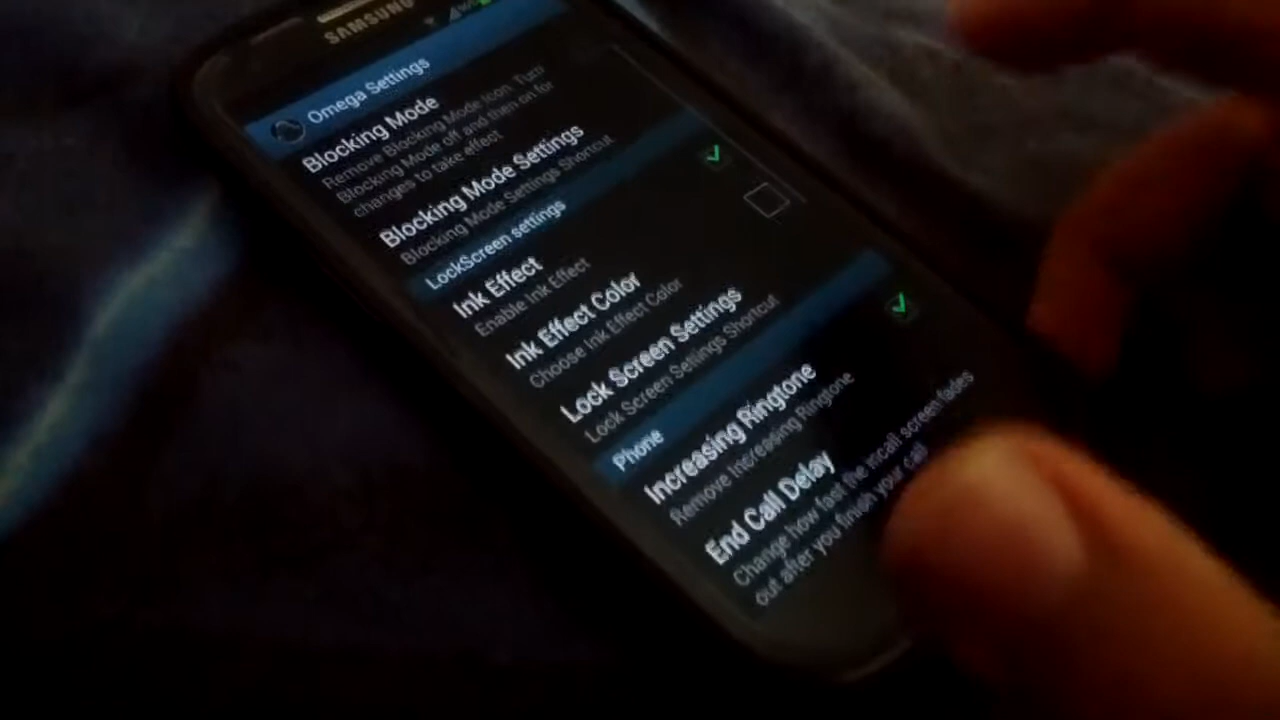 SAMSUNG
Omega Settings
Blocking Mode
Remove Blocking Mode icon Turn
Blocking Mode off and then on for
changes to take effect
Blocking Mode Settings
Blocking Mode Settings Shortcut
LockScreen settings
Ink Effect
Enable Ink Effect
Ink Effect Color
Choose Ink Effect Color
Lock Screen Settings
Lock Screen Settings Shortcut
Phone
Increasing Ringtone
Remove Increasing Ringtone
End Call Delay
Change how fast the incall screen fades
out after you finish your call